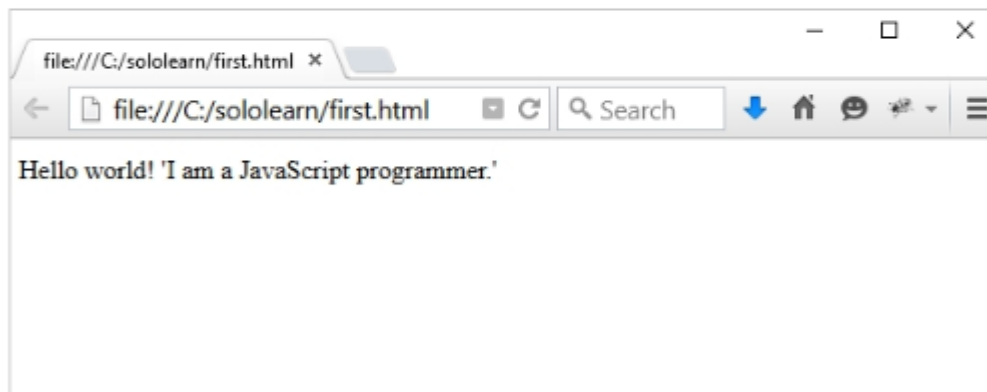 file:///C:/sololearn/first.html
file:///C:/sololearn/first.html
Search
Hello world! 'I am a JavaScript programmer.'